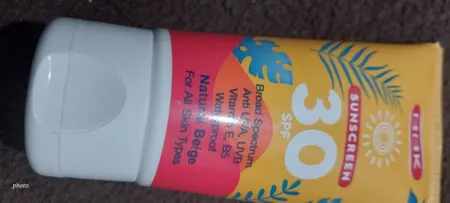 SUNSCREEN
30
SPF
Broad Spectrum
Anti UVA, UVB
Vitamin E, B5
Waterproof
Natural Beige
For All Skin Types
photo